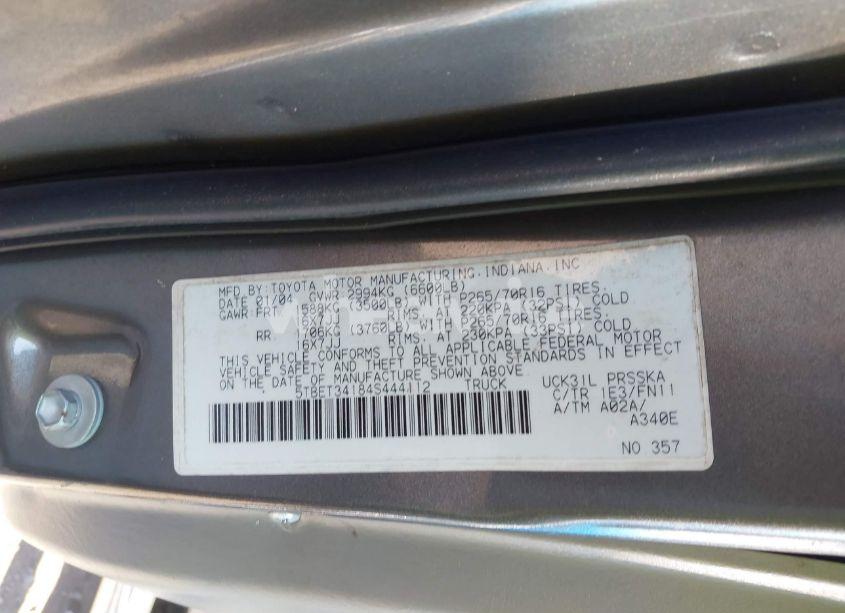 MFD. BY: TOYOTA MOTOR MANUFACTURING. INDIANA. INC
DATE 01/04 GVWR 2994KG (6600LB)
GAWR: FRT 1588KG (3500LB) WITH P265/70R16 TIRES.
16X7JJ RIMS. AT 220KPA (32PSI) COLD
RR. 1706KG (3760LB) WITH P265/70R16 TIRES.
16X7JJ RIMS. AT 230KPA (33PSI) COLD
THIS VEHICLE CONFORMS TO ALL APPLICABLE FEDERAL MOTOR
VEHICLE SAFETY AND THEFT PREVENTION STANDARDS IN EFFECT
ON THE DATE OF MANUFACTURE SHOWN ABOVE.
5TBET34184S444112 TRUCK
UCK31L PRSSKA
C/TR 1E3/FN11
A/TM A02A/
A340E
NO 357